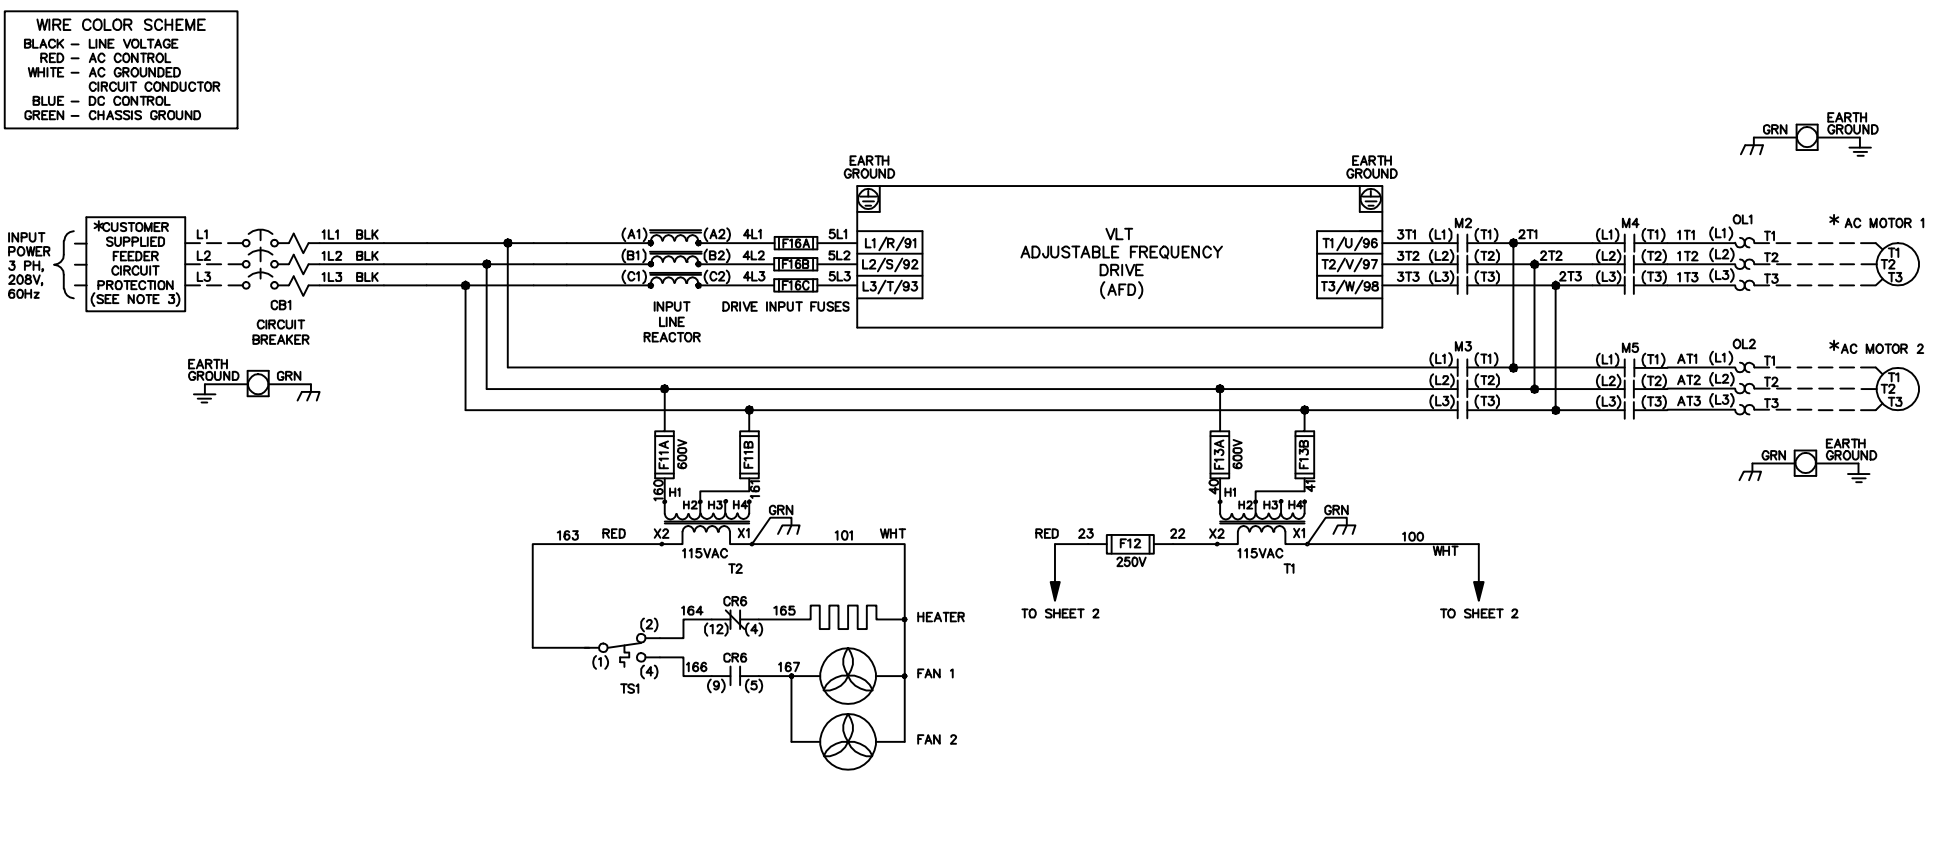 WIRE COLOR SCHEME
BLACK – LINE VOLTAGE
RED – AC CONTROL
WHITE – AC GROUNDED
CIRCUIT CONDUCTOR
BLUE – DC CONTROL
GREEN – CHASSIS GROUND
GRN
EARTH
GROUND
EARTH
GROUND
EARTH
GROUND
INPUT
POWER
3 PH,
208V,
60Hz
*CUSTOMER
SUPPLIED
FEEDER
CIRCUIT
PROTECTION
(SEE NOTE 3)
L1
L2
L3
CB1
CIRCUIT
BREAKER
1L1 BLK
1L2 BLK
1L3 BLK
(A1) (A2) 4L1 F16A 5L1 L1/R/91
(B1) (B2) 4L2 F16B 5L2 L2/S/92
(C1) (C2) 4L3 F16C 5L3 L3/T/93
INPUT
LINE
REACTOR
DRIVE INPUT FUSES
VLT
ADJUSTABLE FREQUENCY
DRIVE
(AFD)
M2 M4 OL1 * AC MOTOR 1
T1/U/96 3T1 (L1) (T1) 2T1 (L1) (T1) 1T1 (L1) T1 T1
T2/V/97 3T2 (L2) (T2) 2T2 (L2) (T2) 1T2 (L2) T2 T2
T3/W/98 3T3 (L3) (T3) 2T3 (L3) (T3) 1T3 (L3) T3 T3
EARTH
GROUND
GRN
M3 M5 OL2 *AC MOTOR 2
(L1) (T1) (L1) (T1) AT1 (L1) T1 T1
(L2) (T2) (L2) (T2) AT2 (L2) T2 T2
(L3) (T3) (L3) (T3) AT3 (L3) T3 T3
GRN
EARTH
GROUND
F11A
600V
F11B
160
161
H1 H2 H3 H4
GRN
163 RED X2 X1 101 WHT
115VAC
T2
F13A
600V
F13B
40
41
H1 H2 H3 H4
GRN
RED 23 F12 22 X2 X1 100
WHT
250V
115VAC
T1
TO SHEET 2
TO SHEET 2
164 CR6 165
(12) (4)
HEATER
(2)
(1)
(4)
TS1
166 CR6 167
(9) (5)
FAN 1
FAN 2